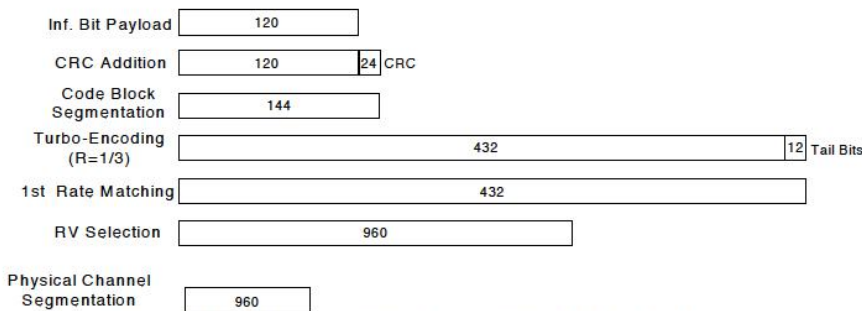 Inf. Bit Payload 120
CRC Addition 120 24 CRC
Code Block
Segmentation 144
Turbo-Encoding
(R=1/3) 432 12 Tail Bits
1st Rate Matching 432
RV Selection 960
Physical Channel
Segmentation 960